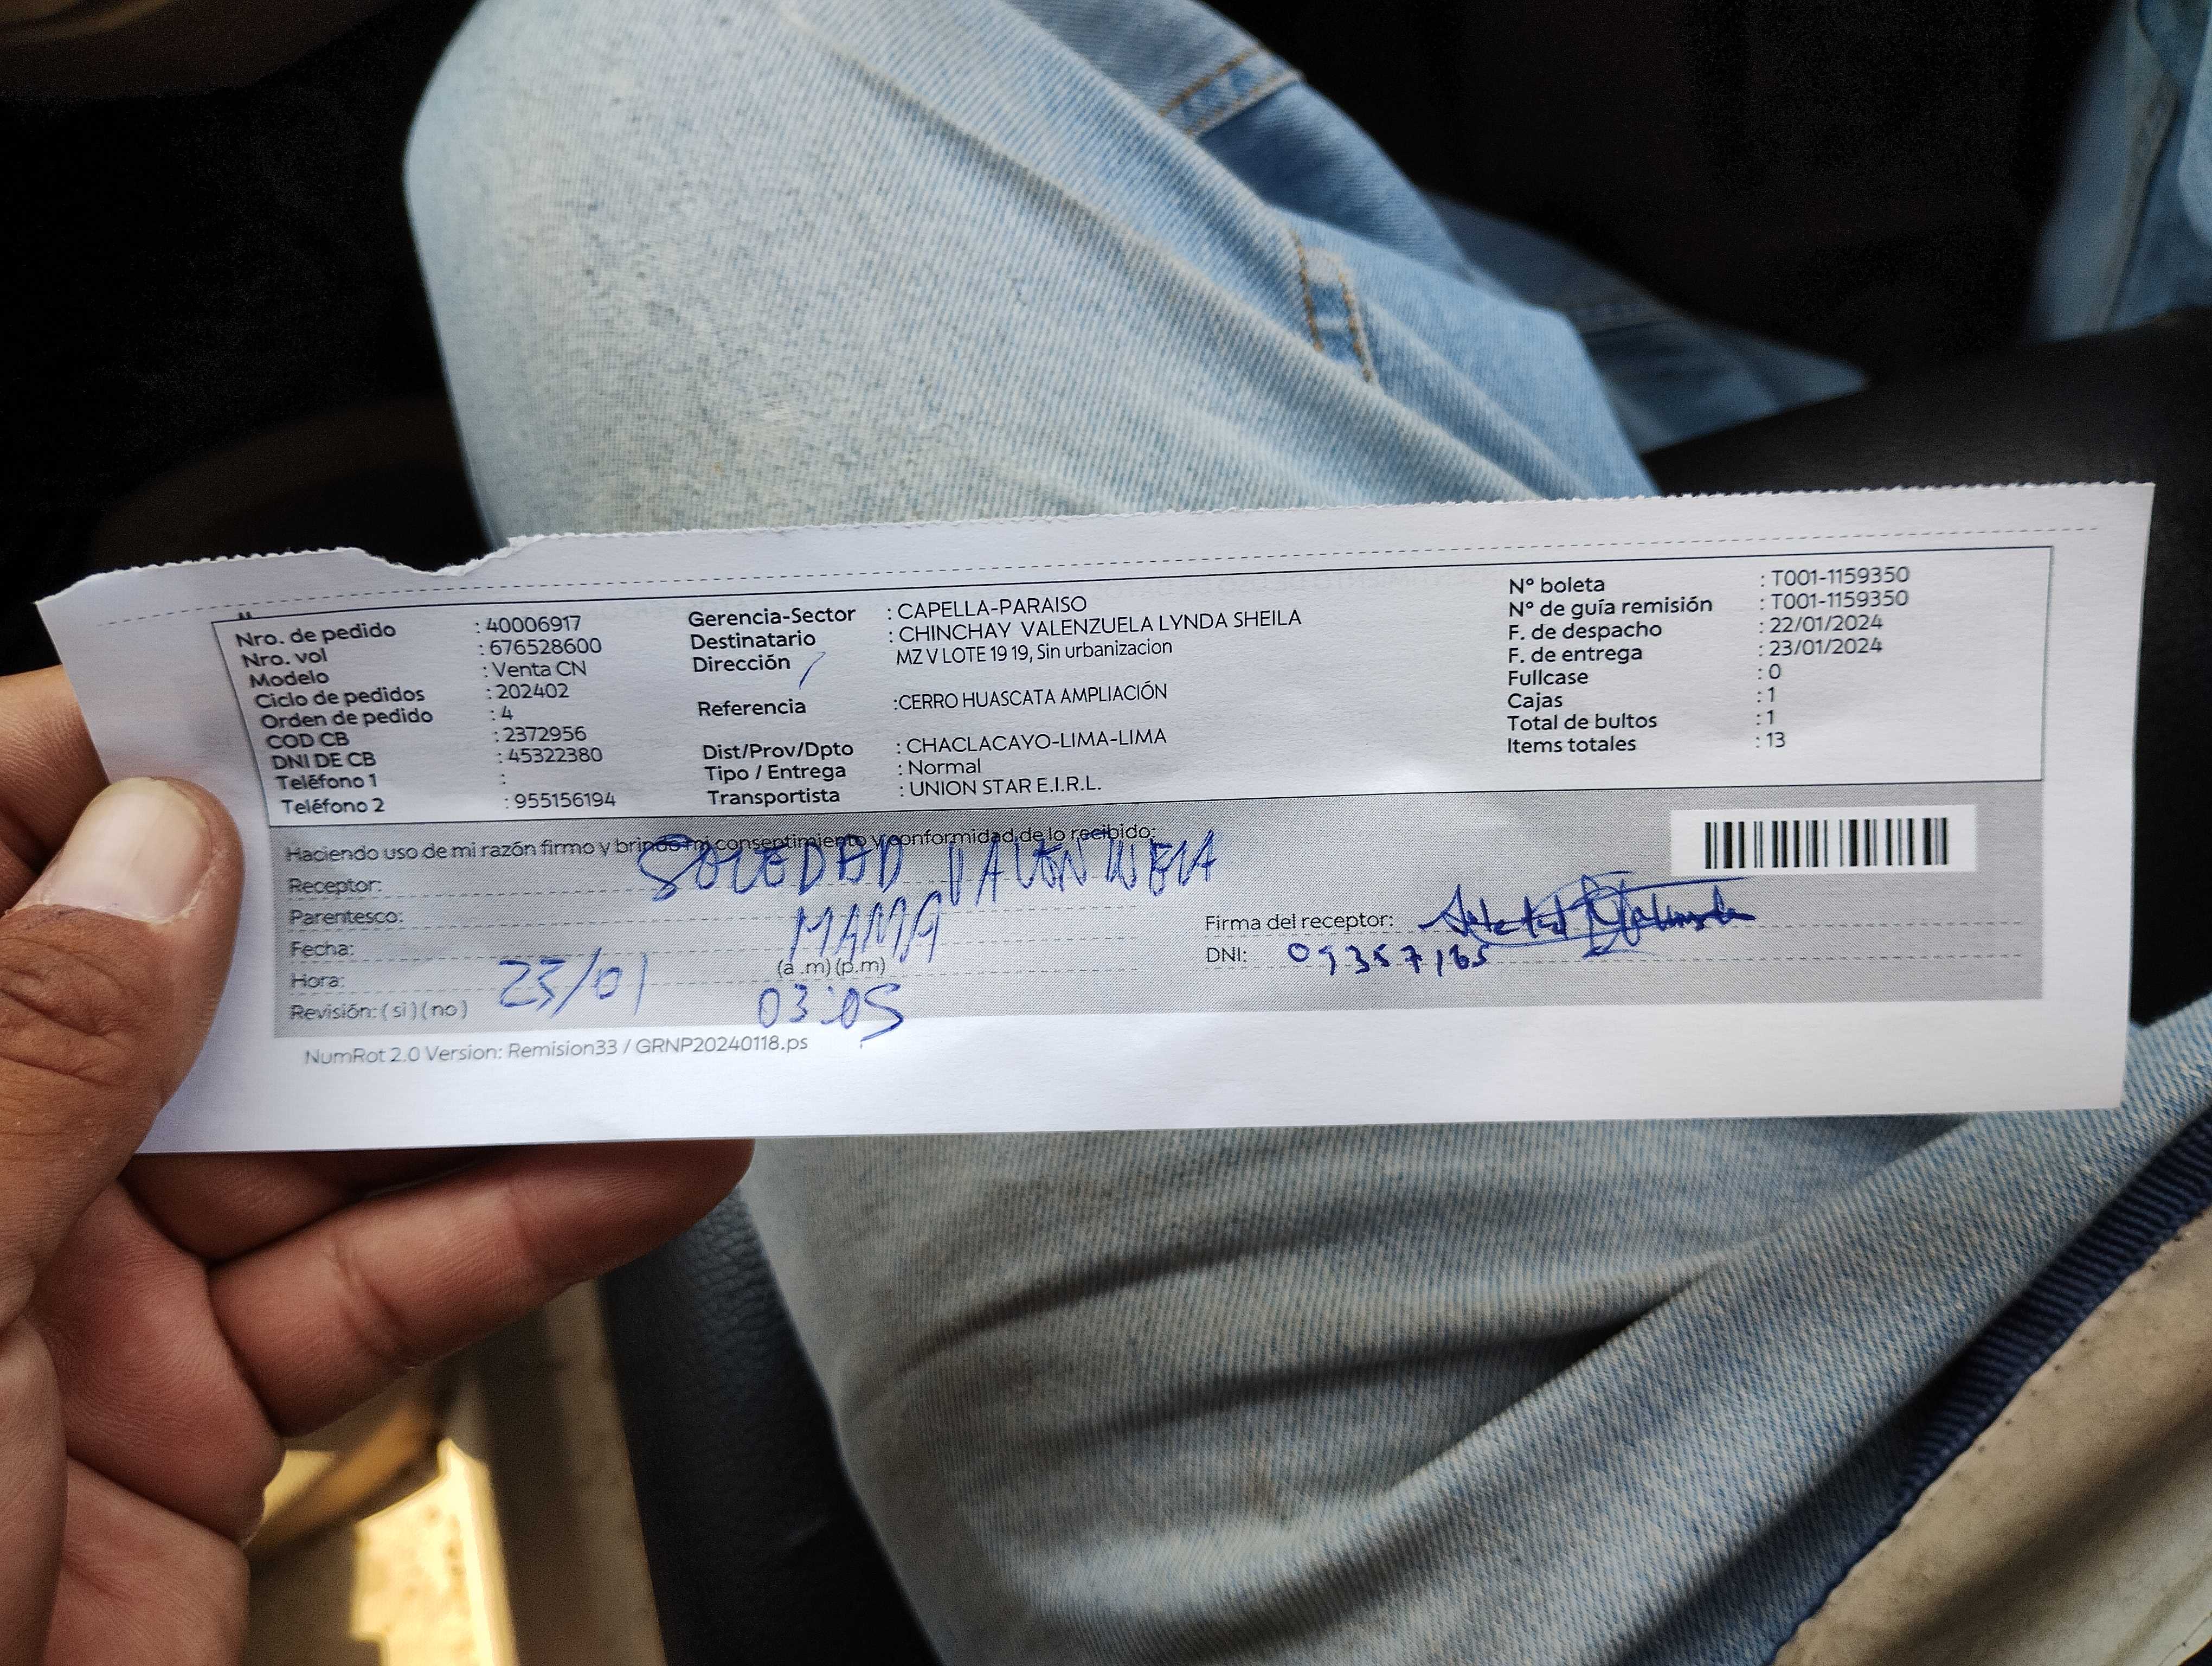 Nro. de pedido : 40006917
Nro. vol : 676528600
Modelo : Venta CN
Ciclo de pedidos : 202402
Orden de pedido : 4
COD CB : 2372956
DNI DE CB : 45322380
Teléfono 1 :
Teléfono 2 : 955156194
Gerencia-Sector : CAPELLA-PARAISO
Destinatario : CHINCHAY VALENZUELA LYNDA SHEILA
Dirección MZ V LOTE 19 19, Sin urbanizacion
Referencia :CERRO HUASCATA AMPLIACIÓN
Dist/Prov/Dpto : CHACLACAYO-LIMA-LIMA
Tipo / Entrega : Normal
Transportista : UNION STAR E.I.R.L.
N° boleta : T001-1159350
N° de guía remisión : T001-1159350
F. de despacho : 22/01/2024
F. de entrega : 23/01/2024
Fullcase : 0
Cajas : 1
Total de bultos : 1
Items totales : 13
Haciendo uso de mi razón firmo y brindo mi consentimiento y conformidad de lo recibido:
Receptor: SOLEDAD
Parentesco: MAMA
Fecha: 23/01
Hora: (a .m) (p.m) 03:05
Revisión: ( si ) ( no )
Firma del receptor:
DNI: 09357165
NumRot 2.0 Version: Remision33 / GRNP20240118.ps